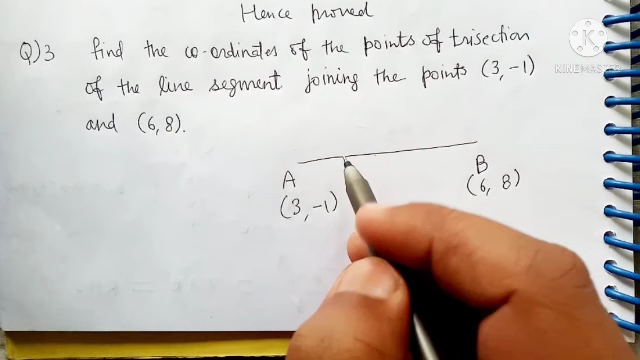 Hence proved
Q)3 find the co-ordinates of the points of trisection
of the line segment joining the points (3,-1)
and (6,8).
KINEMASTER
A B
(3,-1) (6, 8)